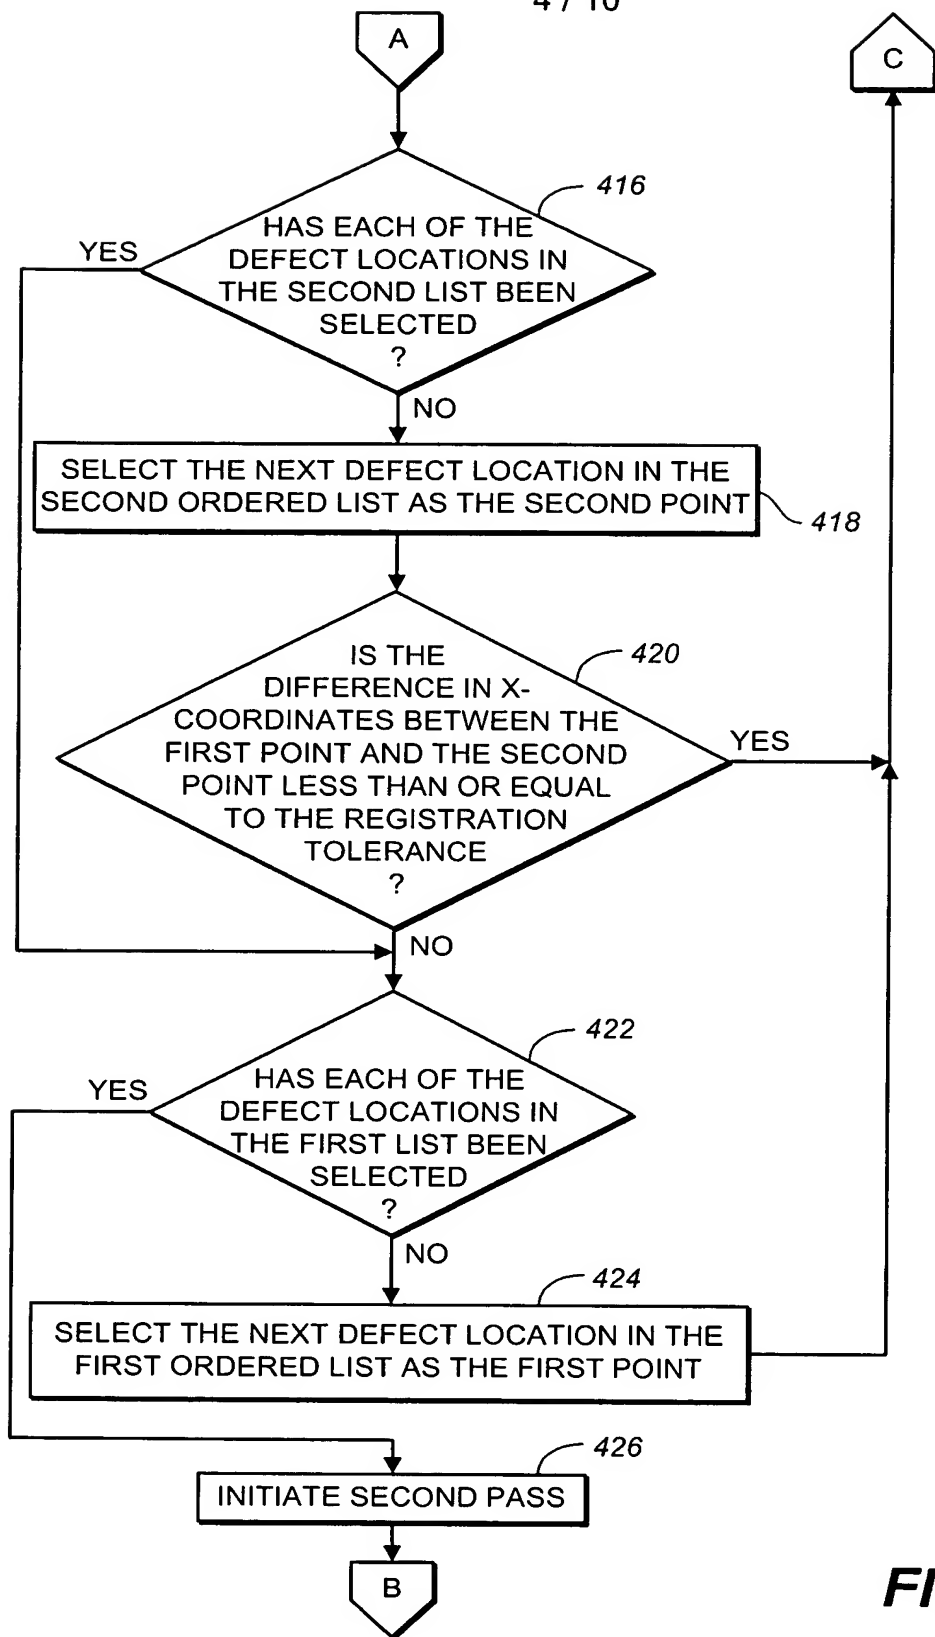 4 / 10
A
C
416
HAS EACH OF THE
DEFECT LOCATIONS IN
THE SECOND LIST BEEN
SELECTED
?
YES
NO
SELECT THE NEXT DEFECT LOCATION IN THE
SECOND ORDERED LIST AS THE SECOND POINT
418
420
IS THE
DIFFERENCE IN X-
COORDINATES BETWEEN THE
FIRST POINT AND THE SECOND
POINT LESS THAN OR EQUAL
TO THE REGISTRATION
TOLERANCE
?
YES
NO
422
HAS EACH OF THE
DEFECT LOCATIONS IN
THE FIRST LIST BEEN
SELECTED
?
YES
NO
424
SELECT THE NEXT DEFECT LOCATION IN THE
FIRST ORDERED LIST AS THE FIRST POINT
426
INITIATE SECOND PASS
B